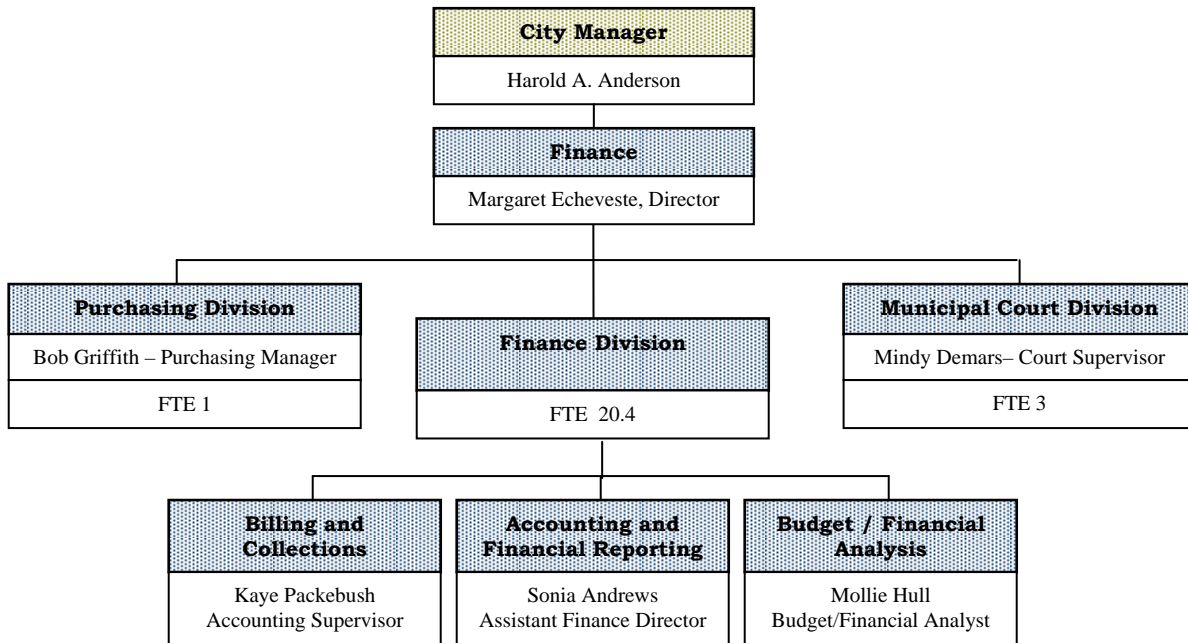 City Manager
Harold A. Anderson
Finance
Margaret Echeveste, Director
Purchasing Division
Bob Griffith – Purchasing Manager
FTE 1
Finance Division
FTE  20.4
Municipal Court Division
Mindy Demars– Court Supervisor
FTE 3
Billing and
Collections
Kaye Packebush
Accounting Supervisor
Accounting and
Financial Reporting
Sonia Andrews
Assistant Finance Director
Budget / Financial
Analysis
Mollie Hull
Budget/Financial Analyst